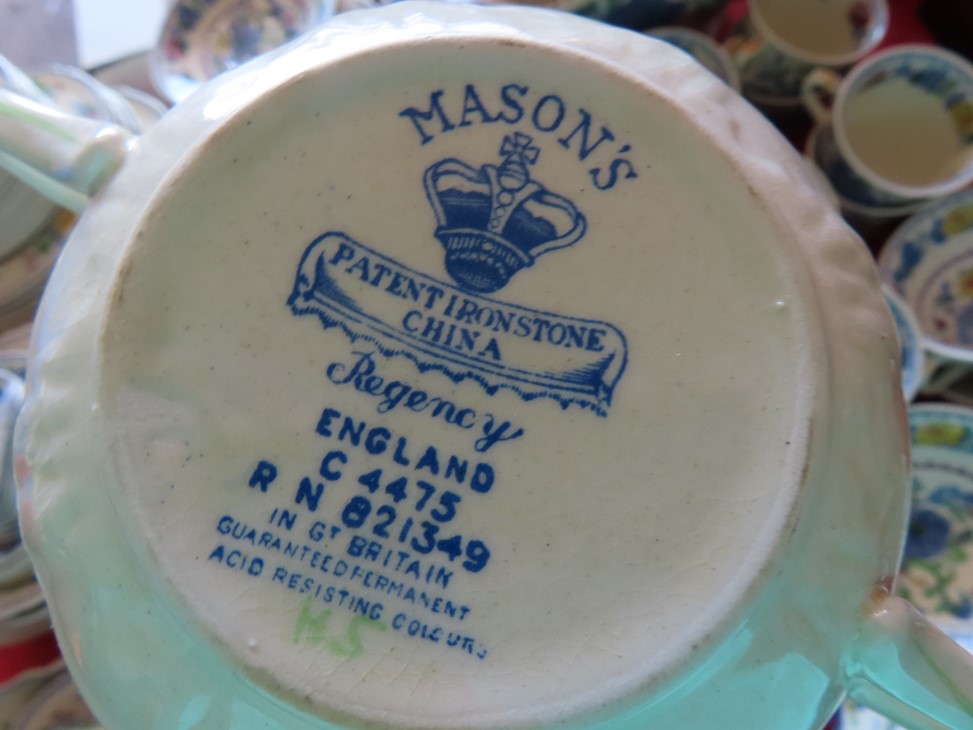 MASON'S
PATENT IRONSTONE
CHINA
Regency
ENGLAND
C 4475
R N 821349
IN GT BRITAIN
GUARANTEED PERMANENT
ACID RESISTING COLOURS